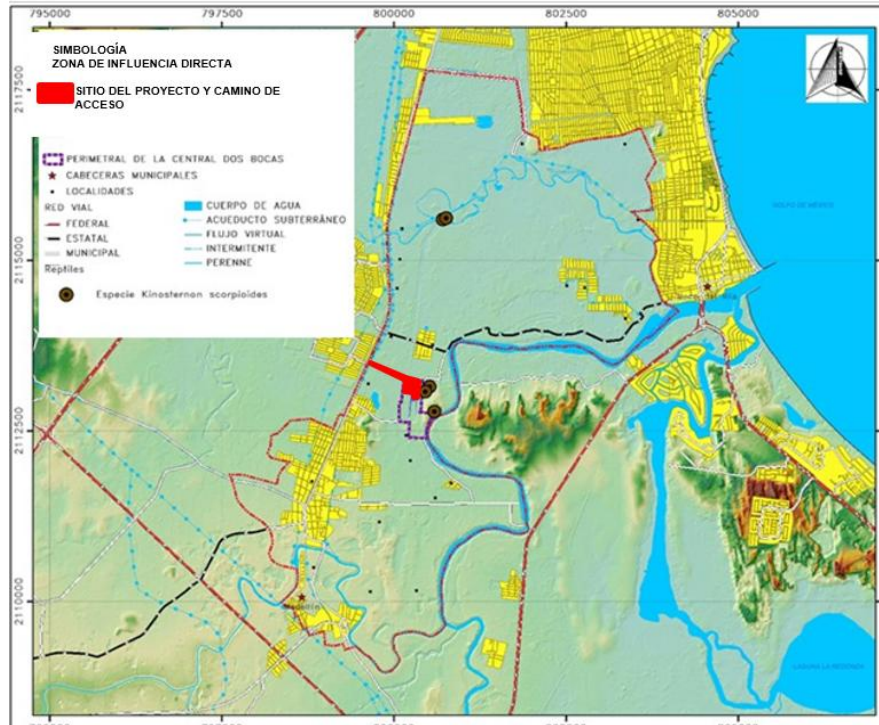 795000 797500 800000 802500 805000
2117500
2115000
2112500
2110000
SIMBOLOGÍA
ZONA DE INFLUENCIA DIRECTA
SITIO DEL PROYECTO Y CAMINO DE
ACCESO
PERIMETRAL DE LA CENTRAL DOS BOCAS
CABECERAS MUNICIPALES
LOCALIDADES
RED VIAL
FEDERAL
ESTATAL
MUNICIPAL
CUERPO DE AGUA
ACUEDUCTO SUBTERRÁNEO
FLUJO VIRTUAL
INTERMITENTE
PERENNE
Reptiles
Especie Kinosternon scorpioides
GOLFO DE MÉXICO
Medellín
LAGUNA LA REDONDA